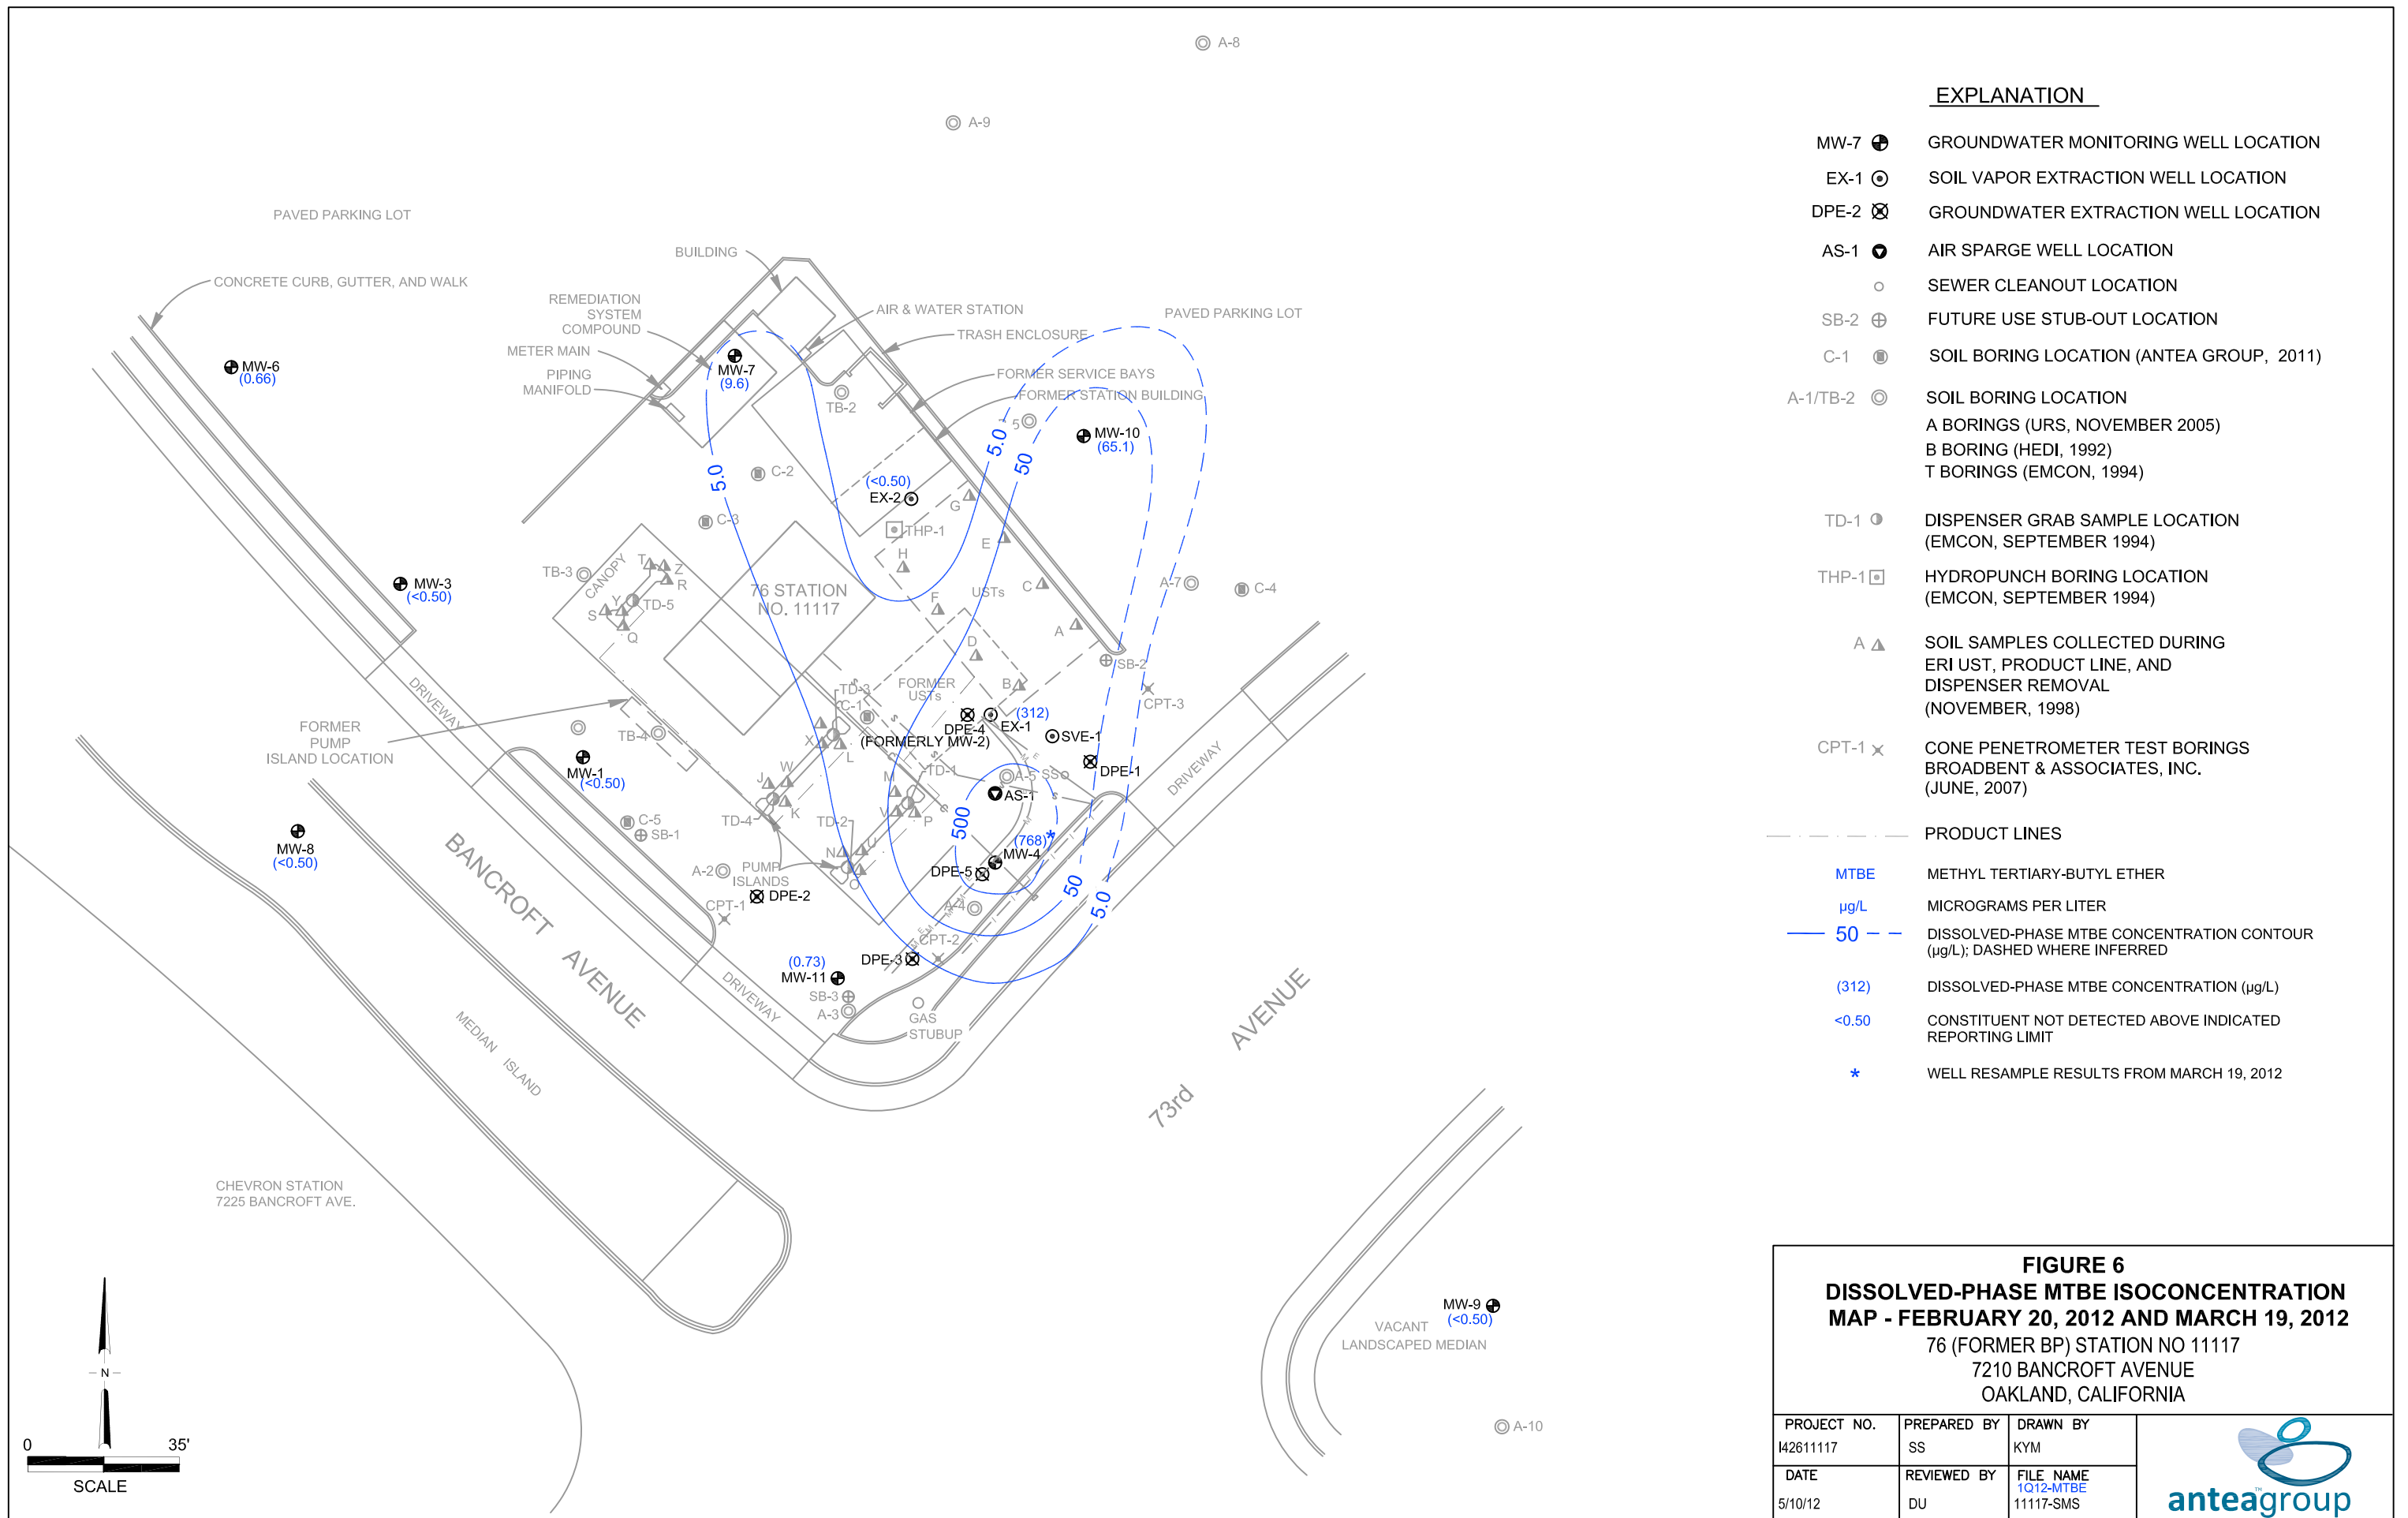 A-8
A-9
PAVED PARKING LOT
CONCRETE CURB, GUTTER, AND WALK
BUILDING
REMEDIATION
SYSTEM
COMPOUND
METER MAIN
PIPING
MANIFOLD
AIR & WATER STATION
TRASH ENCLOSURE
PAVED PARKING LOT
FORMER SERVICE BAYS
FORMER STATION BUILDING
MW-6
(0.66)
MW-7
(9.6)
TB-2
5
MW-10
(65.1)
5.0
5.0
50
C-2
C-3
(<0.50)
EX-2
G
THP-1
E
H
MW-3
(<0.50)
TB-3
CANOPY
T
Z
R
Y
TD-5
S
Q
76 STATION
NO. 11117
USTs
C
F
A
D
B
A-7
C-4
SB-2
CPT-3
DRIVEWAY
FORMER
PUMP
ISLAND LOCATION
TB-4
MW-1
(<0.50)
TD-3
C-1
FORMER
USTs
DPE-4
(FORMERLY MW-2)
EX-1
(312)
SVE-1
DPE-1
DRIVEWAY
X
L
J
W
K
M
TD-1
V
P
TD-4
TD-2
N
U
O
A-5
SS
AS-1
500
(768)*
MW-4
DPE-5
50
5.0
MW-8
(<0.50)
C-5
SB-1
A-2
PUMP
ISLANDS
CPT-1
DPE-2
A-4
CPT-2
DPE-3
(0.73)
MW-11
SB-3
A-3
GAS
STUBUP
DRIVEWAY
BANCROFT AVENUE
MEDIAN ISLAND
73rd AVENUE
CHEVRON STATION
7225 BANCROFT AVE.
MW-9
(<0.50)
VACANT
LANDSCAPED MEDIAN
A-10
N
0 35'
SCALE
EXPLANATION
MW-7 GROUNDWATER MONITORING WELL LOCATION
EX-1 SOIL VAPOR EXTRACTION WELL LOCATION
DPE-2 GROUNDWATER EXTRACTION WELL LOCATION
AS-1 AIR SPARGE WELL LOCATION
SEWER CLEANOUT LOCATION
SB-2 FUTURE USE STUB-OUT LOCATION
C-1 SOIL BORING LOCATION (ANTEA GROUP, 2011)
A-1/TB-2 SOIL BORING LOCATION
A BORINGS (URS, NOVEMBER 2005)
B BORING (HEDI, 1992)
T BORINGS (EMCON, 1994)
TD-1 DISPENSER GRAB SAMPLE LOCATION
(EMCON, SEPTEMBER 1994)
THP-1 HYDROPUNCH BORING LOCATION
(EMCON, SEPTEMBER 1994)
A SOIL SAMPLES COLLECTED DURING
ERI UST, PRODUCT LINE, AND
DISPENSER REMOVAL
(NOVEMBER, 1998)
CPT-1 CONE PENETROMETER TEST BORINGS
BROADBENT & ASSOCIATES, INC.
(JUNE, 2007)
PRODUCT LINES
MTBE METHYL TERTIARY-BUTYL ETHER
µg/L MICROGRAMS PER LITER
50 DISSOLVED-PHASE MTBE CONCENTRATION CONTOUR
(µg/L); DASHED WHERE INFERRED
(312) DISSOLVED-PHASE MTBE CONCENTRATION (µg/L)
<0.50 CONSTITUENT NOT DETECTED ABOVE INDICATED
REPORTING LIMIT
* WELL RESAMPLE RESULTS FROM MARCH 19, 2012
FIGURE 6
DISSOLVED-PHASE MTBE ISOCONCENTRATION
MAP - FEBRUARY 20, 2012 AND MARCH 19, 2012
76 (FORMER BP) STATION NO 11117
7210 BANCROFT AVENUE
OAKLAND, CALIFORNIA
PROJECT NO. PREPARED BY DRAWN BY
I42611117 SS KYM
DATE REVIEWED BY FILE NAME
1Q12-MTBE
5/10/12 DU 11117-SMS
anteagroup™